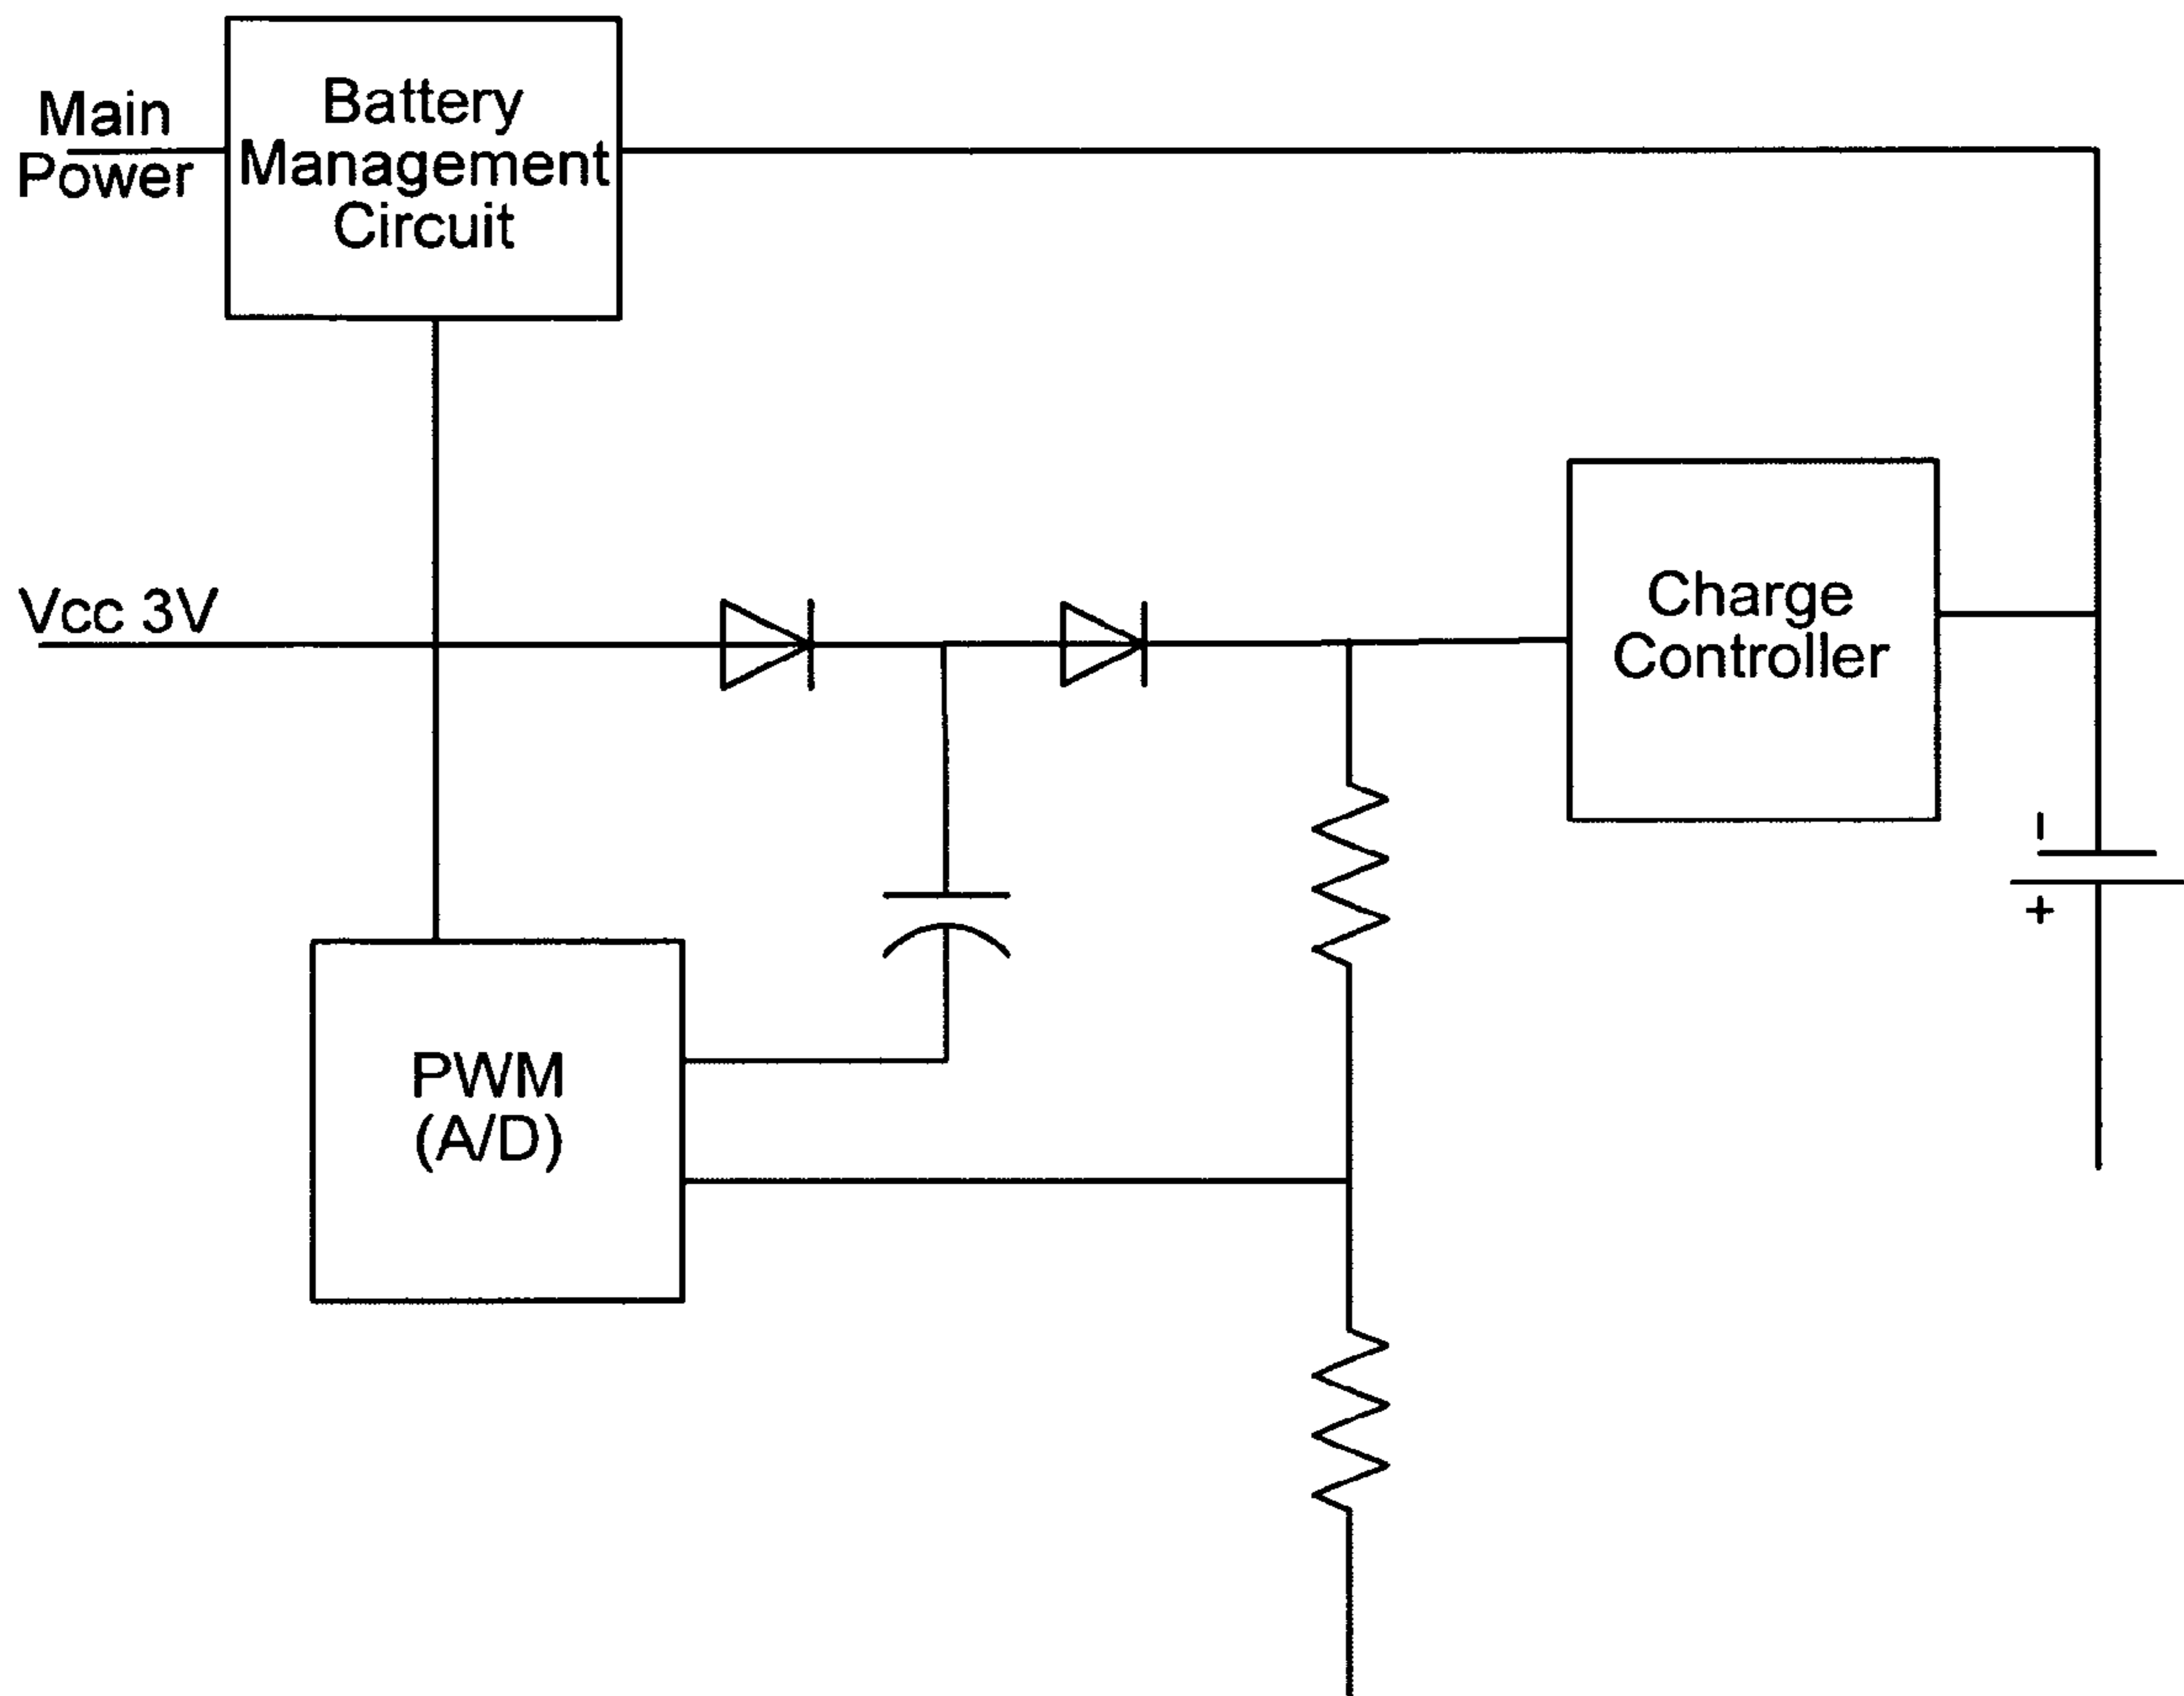 Main
Power
Battery
Management
Circuit
Vcc 3V
Charge
Controller
-
+
PWM
(A/D)